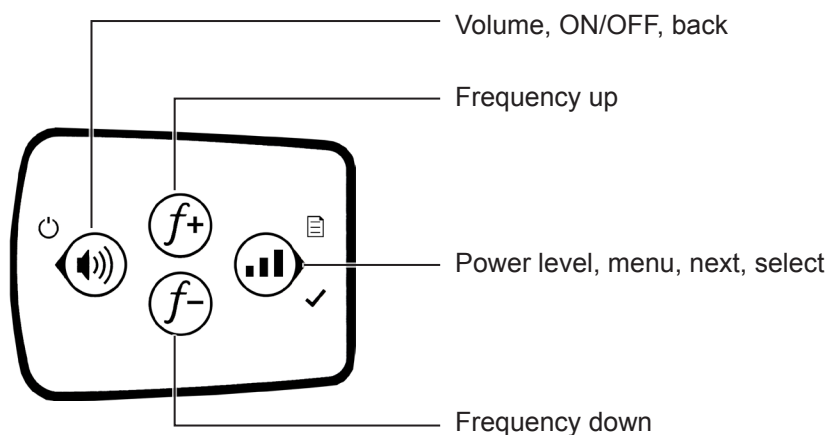 Volume, ON/OFF, back
Frequency up
f+
Power level, menu, next, select
f−
Frequency down